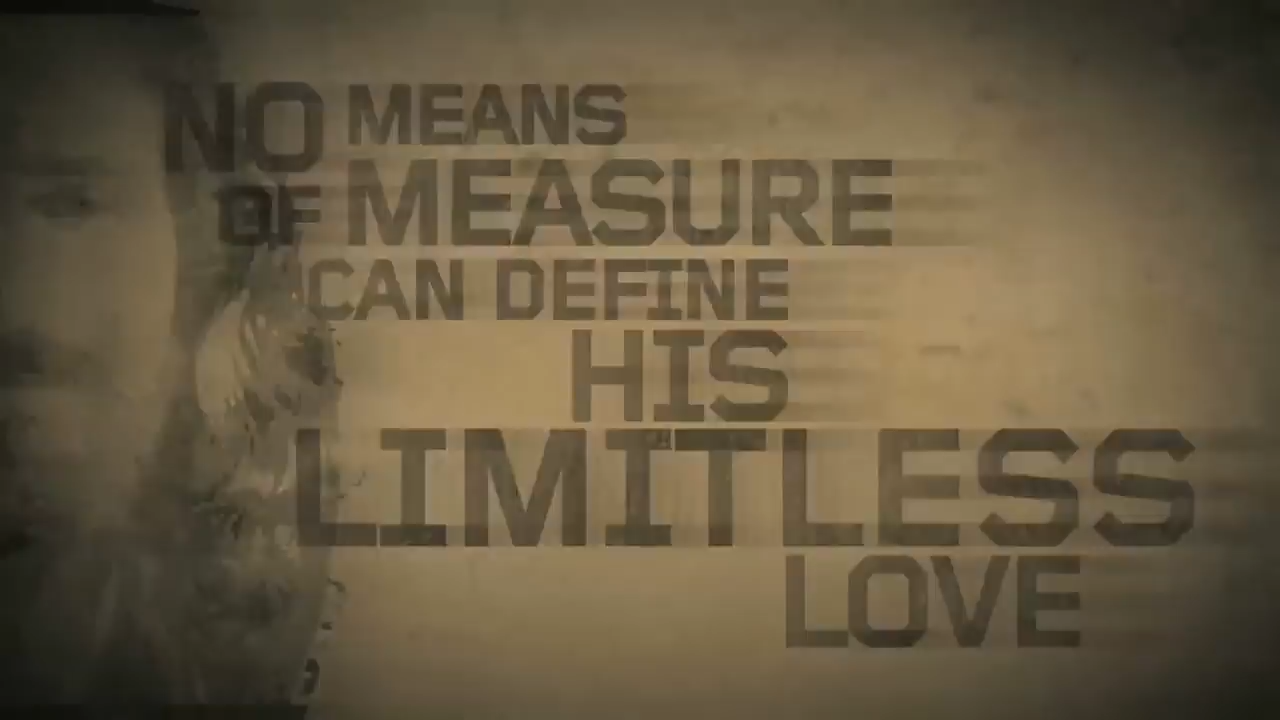 NO MEANS
OF MEASURE
CAN DEFINE
HIS
LIMITLESS
LOVE